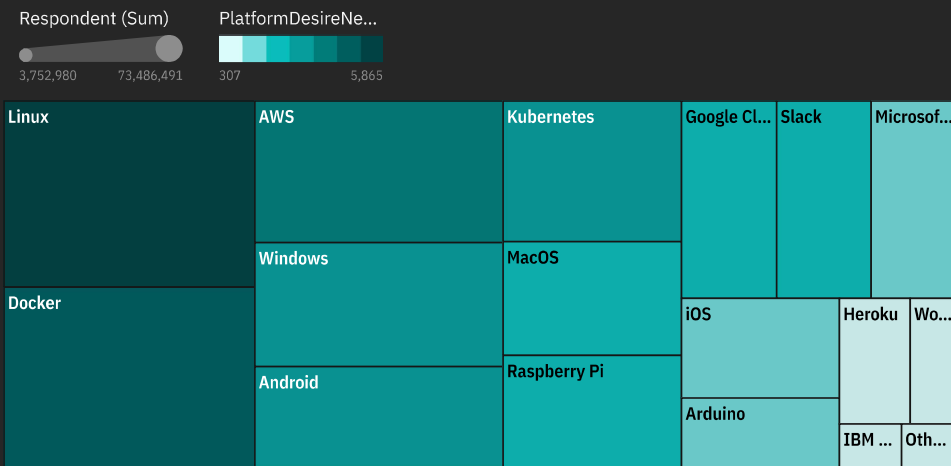 Respondent (Sum)
PlatformDesireNe...
3,752,980
73,486,491
307
5,865
Linux
AWS
Kubernetes
Google Cl...
Slack
Microsof...
Windows
MacOS
Docker
iOS
Heroku
Wo...
Raspberry Pi
Android
Arduino
IBM ...
Oth...